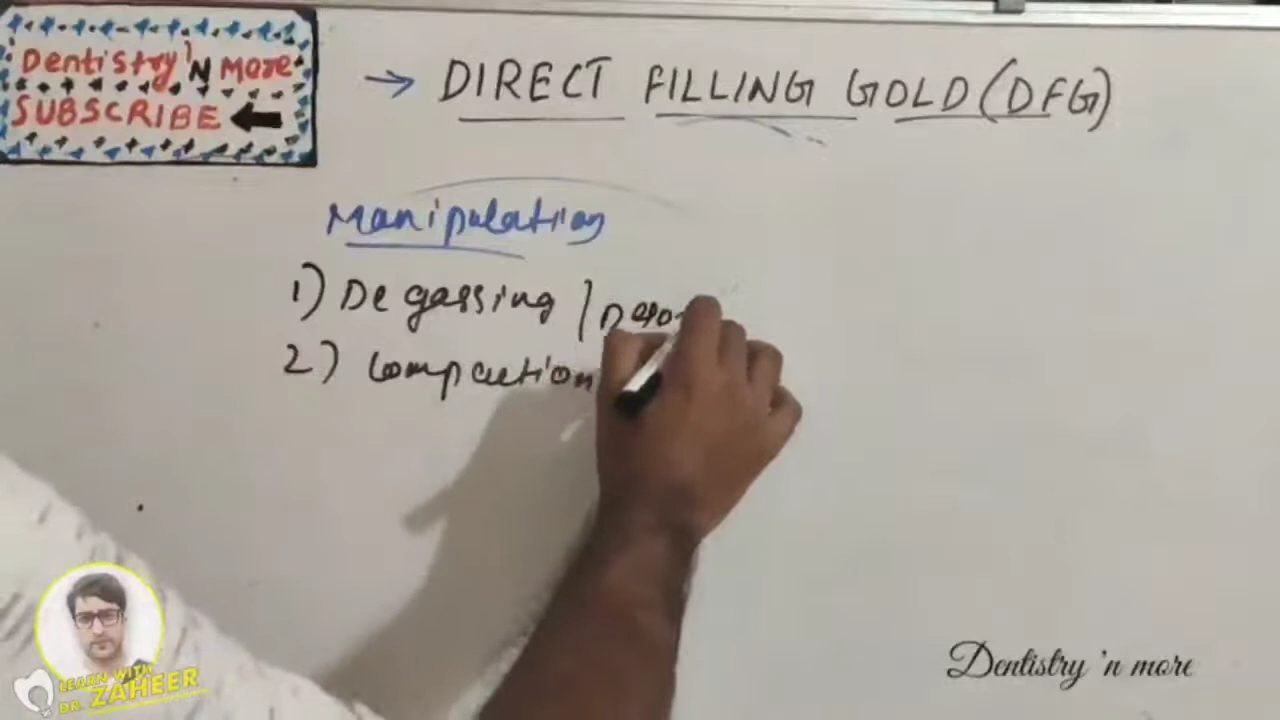 Dentistry 'N More
SUBSCRIBE
→ DIRECT FILLING GOLD (DFG)
Manipulation
1) Degassing /
2) Compaction
LEARN WITH
DR. ZAHEER
Dentistry 'n more